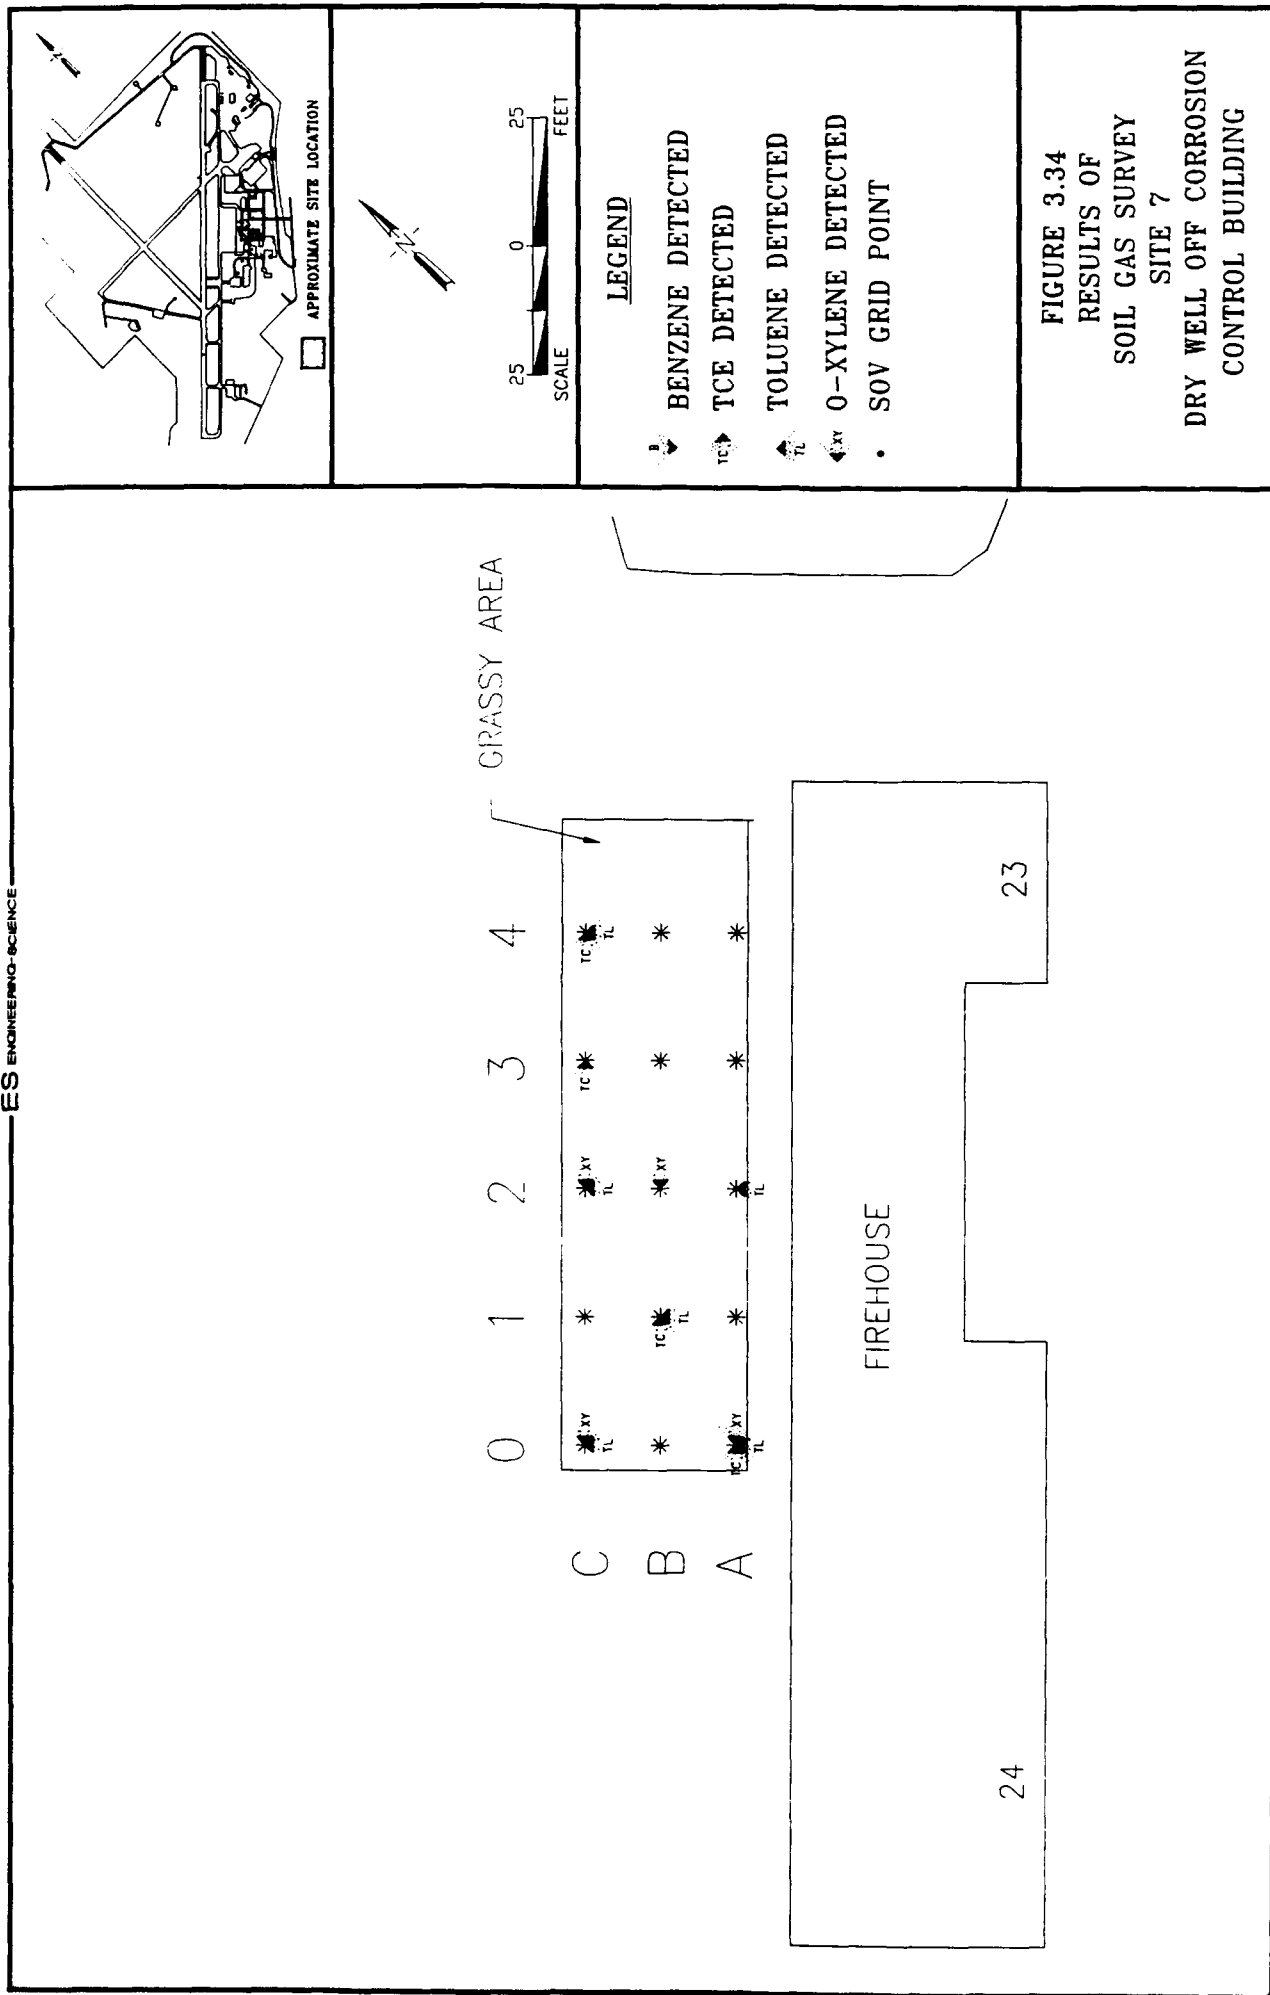 ES ENGINEERING-SCIENCE
N
APPROXIMATE SITE LOCATION
N
25 0 25
SCALE FEET
LEGEND
B BENZENE DETECTED
TC TCE DETECTED
TL TOLUENE DETECTED
XY O-XYLENE DETECTED
• SOV GRID POINT
FIGURE 3.34
RESULTS OF
SOIL GAS SURVEY
SITE 7
DRY WELL OFF CORROSION
CONTROL BUILDING
GRASSY AREA
0 1 2 3 4
C
XY
TL
XY
TL
TC
TC
TL
B
TC
TL
XY
A
TC
XY
TL
TL
FIREHOUSE
24
23